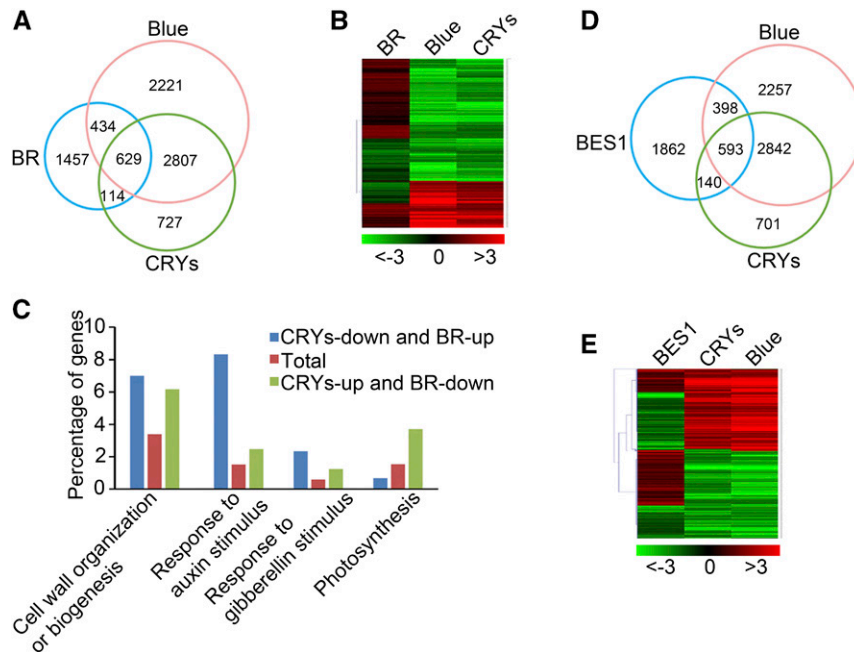 A
Blue
2221
434
BR
1457
629
2807
114
727
CRYs
B
BR Blue CRYs
<-3 0 >3
D
Blue
2257
398
BES1
1862
593
2842
140
701
CRYs
C
Percentage of genes
10
8
6
4
2
0
CRYs-down and BR-up
Total
CRYs-up and BR-down
Cell wall organization
or biogenesis
Response to
auxin stimulus
Response to
gibberellin stimulus
Photosynthesis
E
BES1 CRYs Blue
<-3 0 >3